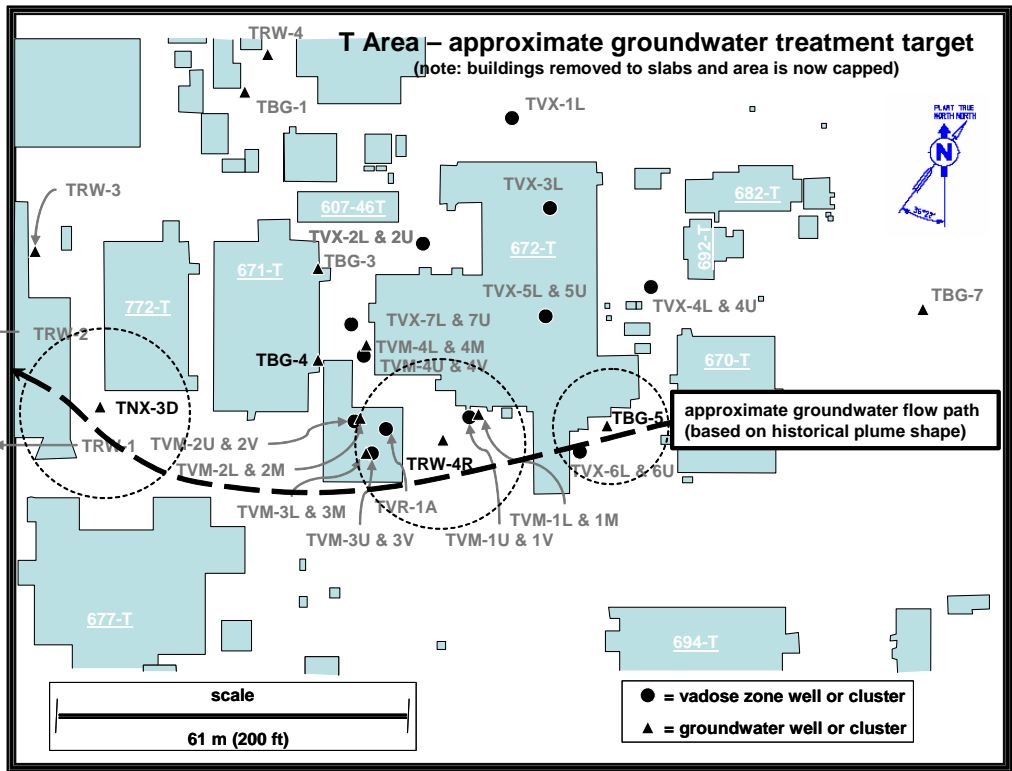 T Area – approximate groundwater treatment target
(note: buildings removed to slabs and area is now capped)
TRW-4
TBG-1
TVX-1L
PLANT TRUE
NORTH NORTH
N
36°22'
TRW-3
607-46T
TVX-3L
682-T
TVX-2L & 2U
672-T
692-T
671-T
TBG-3
772-T
TVX-5L & 5U
TVX-4L & 4U
TBG-7
TRW-2
TVX-7L & 7U
TVM-4L & 4M
TBG-4
TVM-4U & 4V
670-T
TNX-3D
TBG-5
approximate groundwater flow path
(based on historical plume shape)
TRW-1
TVM-2U & 2V
TVM-2L & 2M
TRW-4R
TVX-6L & 6U
TVM-3L & 3M
TVR-1A
TVM-1L & 1M
TVM-3U & 3V
TVM-1U & 1V
677-T
694-T
scale
61 m (200 ft)
= vadose zone well or cluster
= groundwater well or cluster